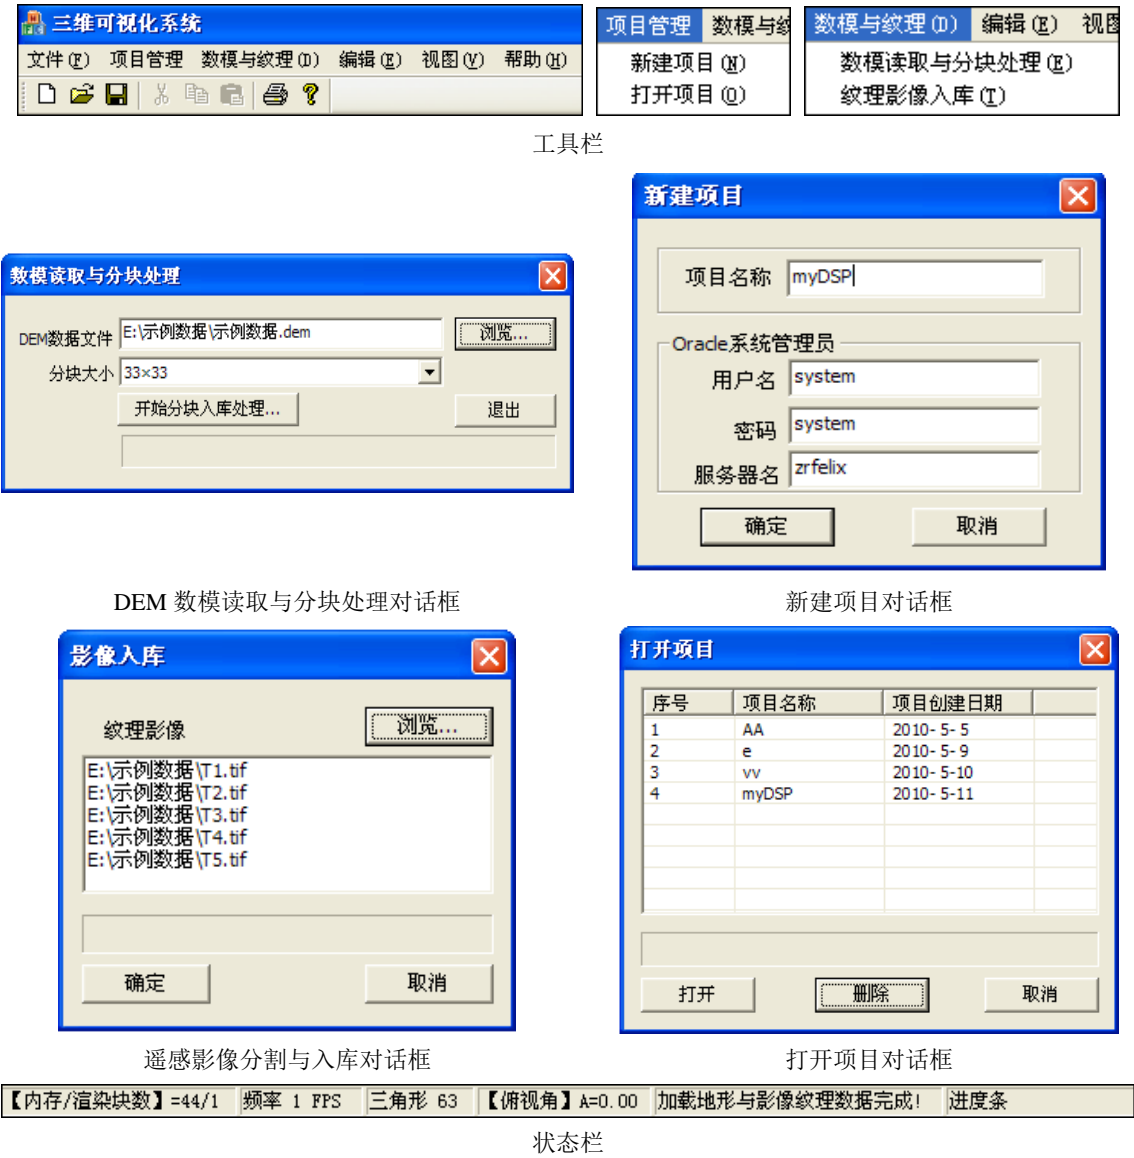 三维可视化系统
文件(F) 项目管理 数模与纹理(D) 编辑(E) 视图(V) 帮助(H)
项目管理 数模与纹
新建项目(N)
打开项目(O)
数模与纹理(D) 编辑(E) 视图
数模读取与分块处理(E)
纹理影像入库(T)
工具栏
数模读取与分块处理
DEM数据文件 E:\示例数据\示例数据.dem 浏览...
分块大小 33×33
开始分块入库处理... 退出
DEM 数模读取与分块处理对话框
新建项目
项目名称 myDSP
Oracle系统管理员
用户名 system
密码 system
服务器名 zrfelix
确定 取消
新建项目对话框
影像入库
纹理影像 浏览...
E:\示例数据\T1.tif
E:\示例数据\T2.tif
E:\示例数据\T3.tif
E:\示例数据\T4.tif
E:\示例数据\T5.tif
确定 取消
遥感影像分割与入库对话框
打开项目
序号 项目名称 项目创建日期
1 AA 2010- 5- 5
2 e 2010- 5- 9
3 vv 2010- 5-10
4 myDSP 2010- 5-11
打开 删除 取消
打开项目对话框
【内存/渲染块数】=44/1 频率 1 FPS 三角形 63 【俯视角】A=0.00 加载地形与影像纹理数据完成! 进度条
状态栏